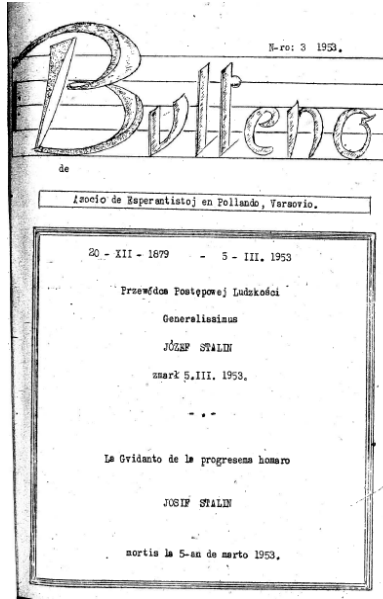 N-ro: 3 1953.
Bulteno
de
Asocio de Esperantistoj en Pollando, Varsovio.
20 - XII - 1879 - 5 - III. 1953
Przewódca Postępowej Ludzkości
Generalissimus
JÓZEF STALIN
zmarł 5.III. 1953.
- . -
La Gvidanto de la progresema homaro
JOSIF STALIN
mortis la 5-an de marto 1953.